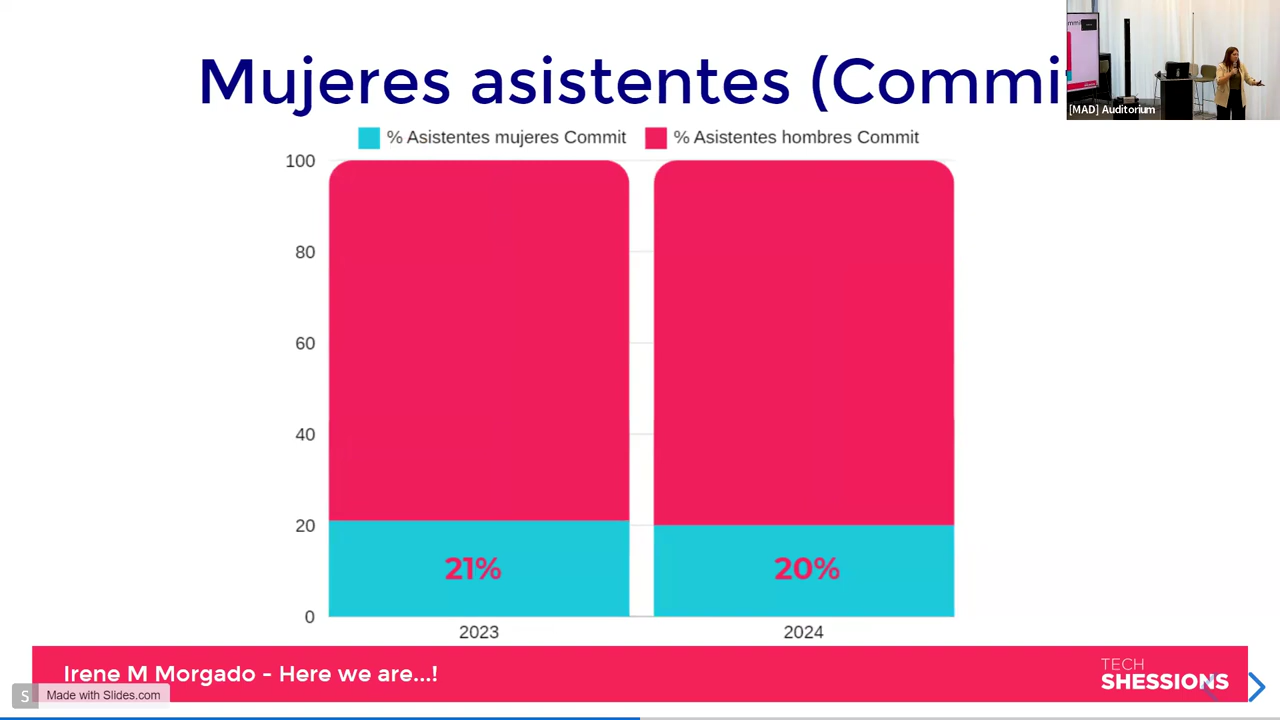 Mujeres asistentes (Commi
[MAD] Auditorium
% Asistentes mujeres Commit
% Asistentes hombres Commit
100
80
60
40
20
0
21%
20%
2023
2024
Irene M Morgado - Here we are...!
TECH
SHESSIONS
S
Made with Slides.com